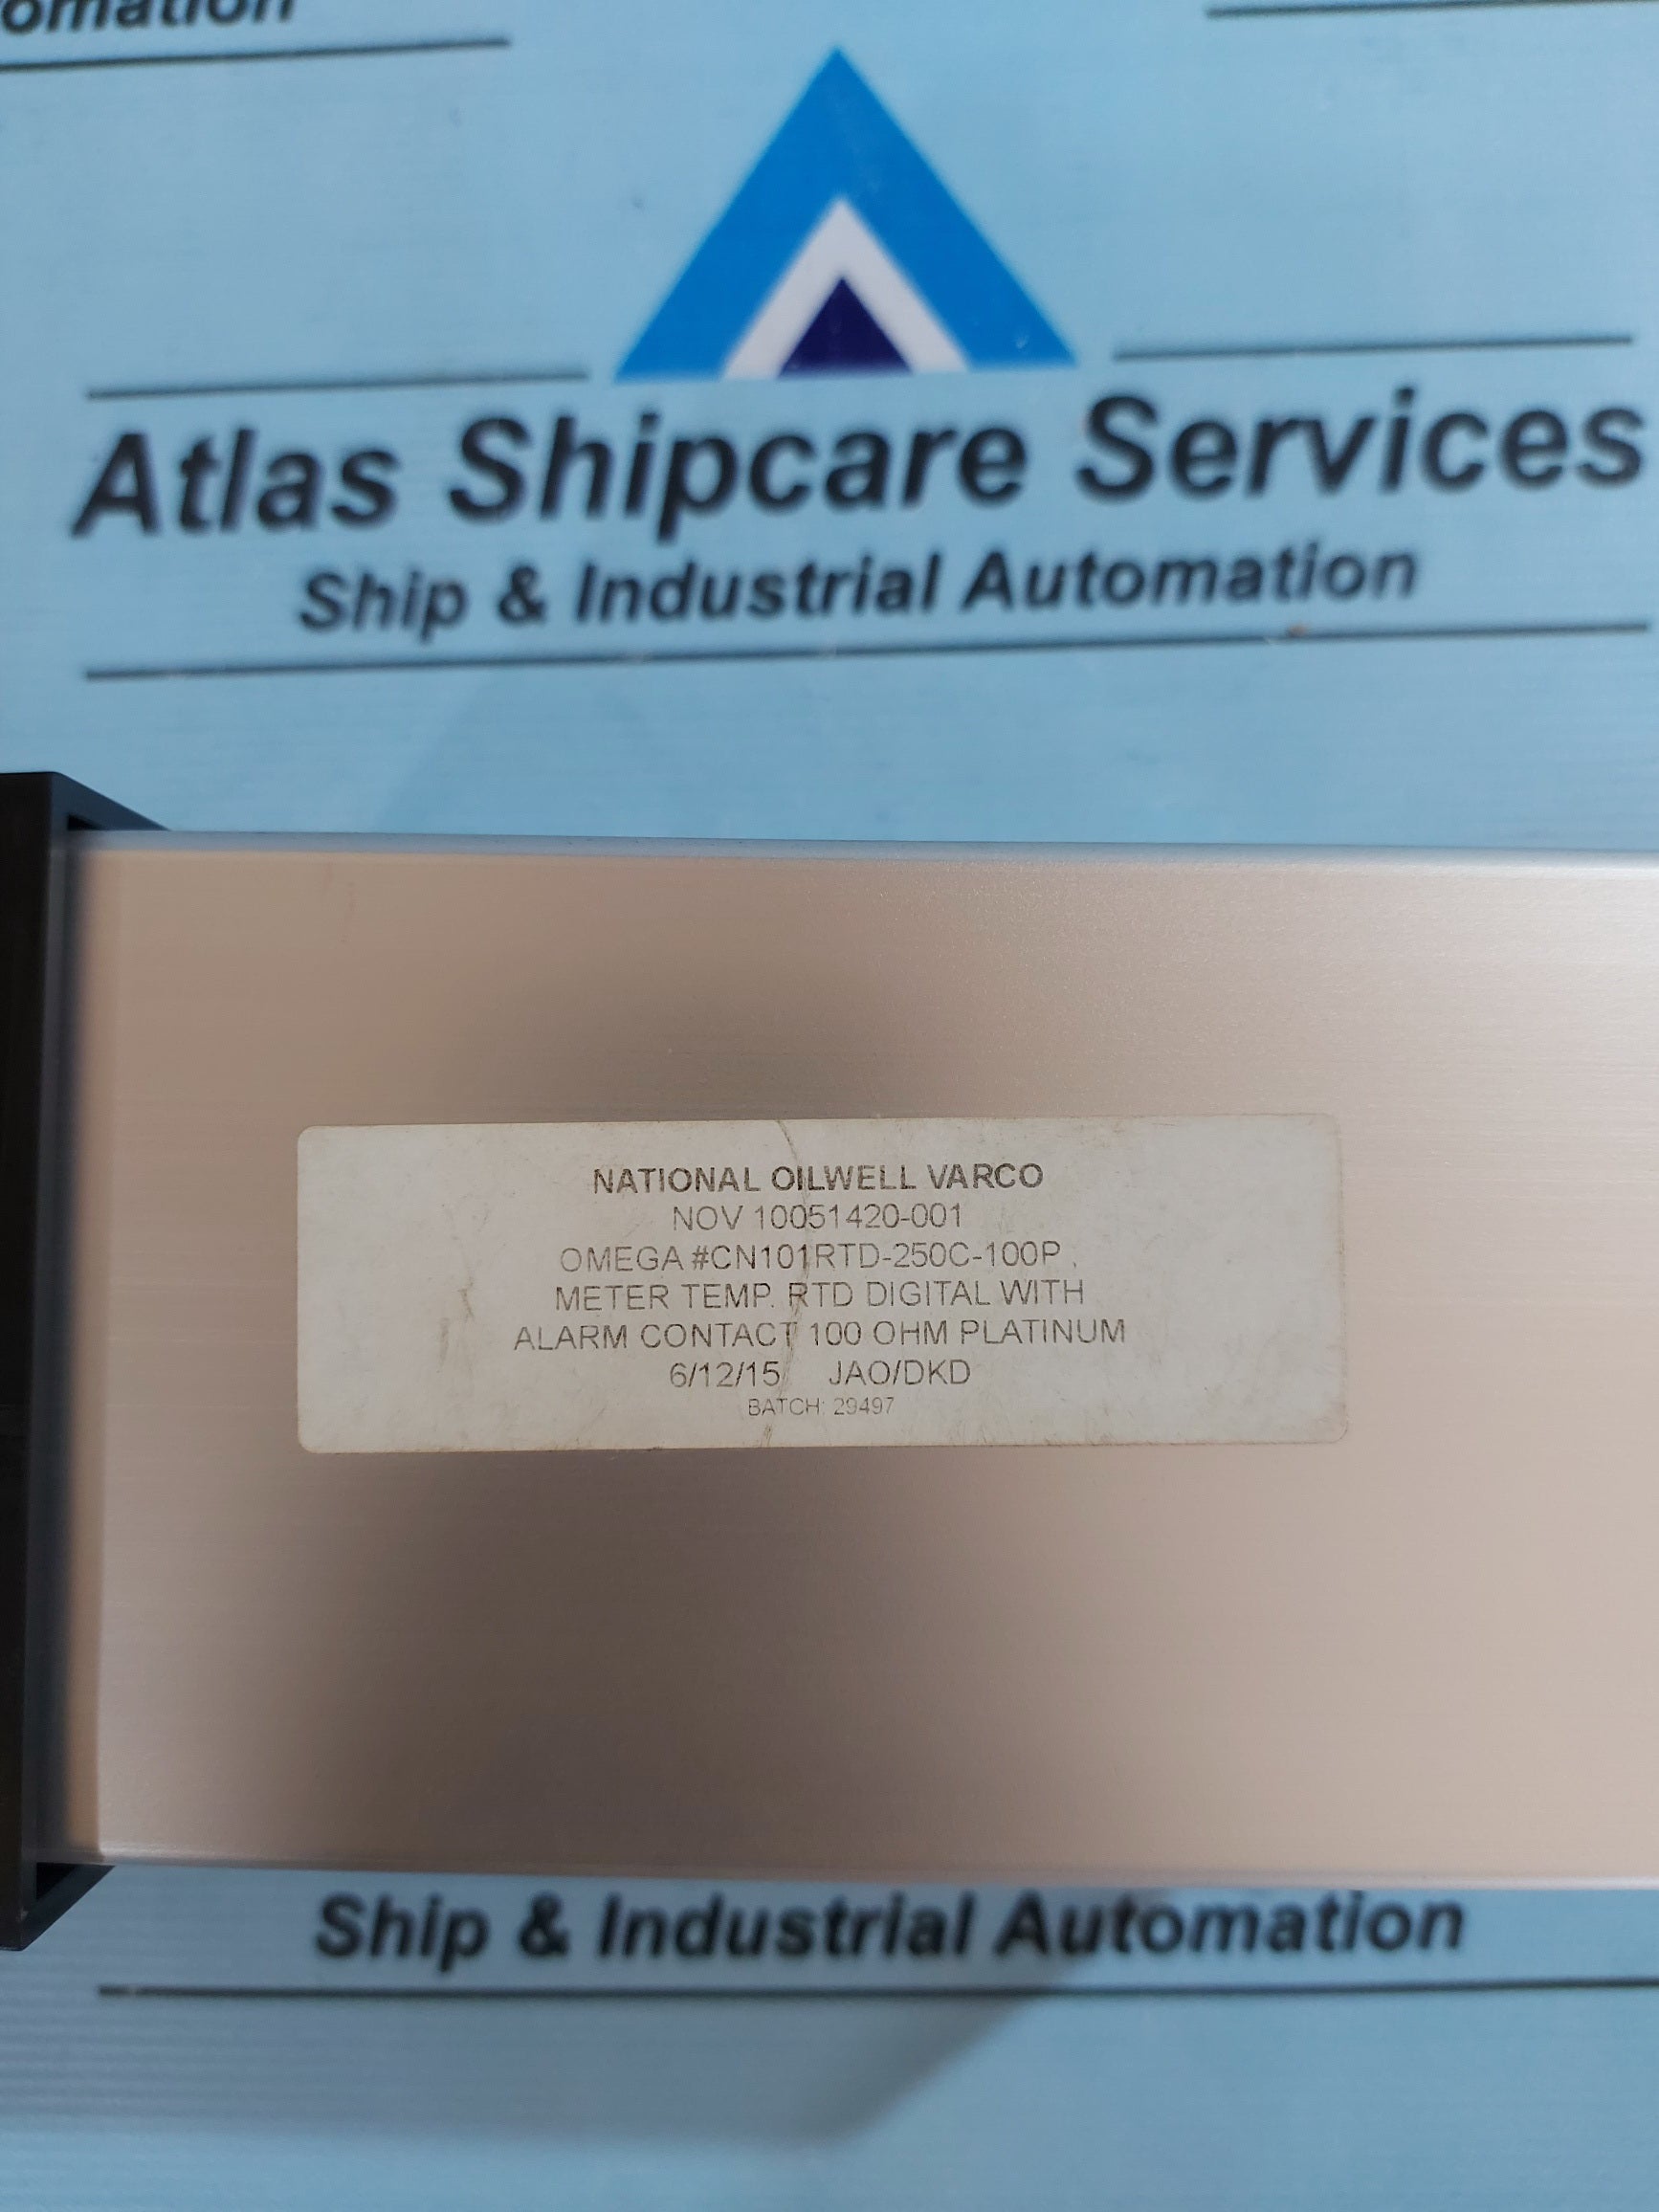 omation
Atlas Shipcare Services
Ship & Industrial Automation
NATIONAL OILWELL VARCO
NOV 10051420-001
OMEGA #CN101RTD-250C-100P ,
METER TEMP. RTD DIGITAL WITH
ALARM CONTACT 100 OHM PLATINUM
6/12/15 JAO/DKD
BATCH: 29497
Ship & Industrial Automation